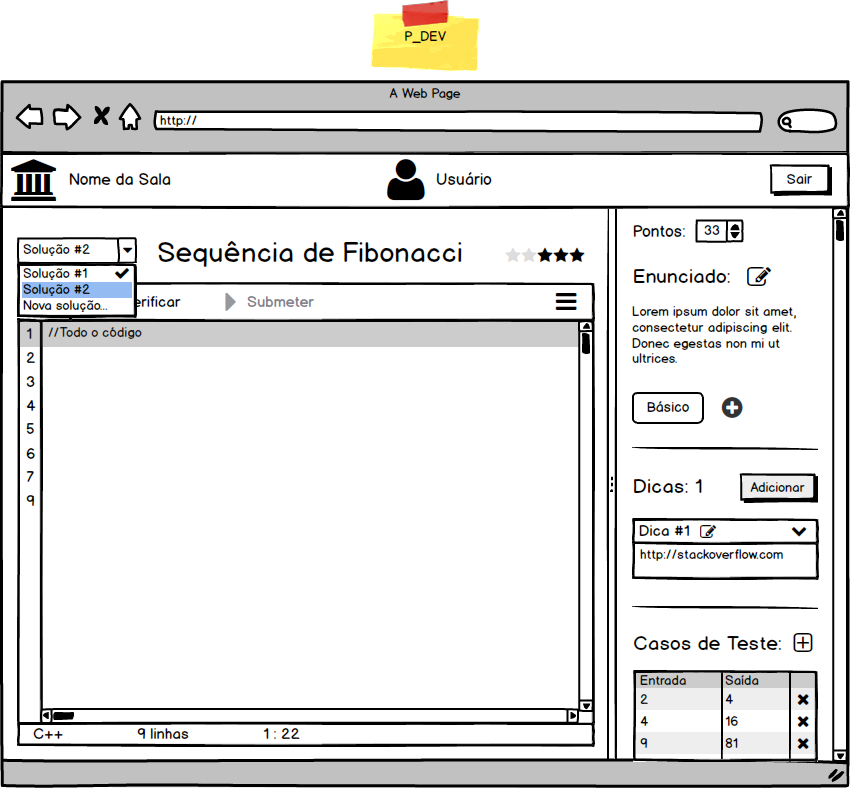 P_DEV
A Web Page
http://
Nome da Sala
Usuário
Sair
Solução #2
Sequência de Fibonacci
Solução #1
Solução #2
Nova solução...
erificar
Submeter
1 //Todo o código
2
3
4
5
6
7
9
C++ 9 linhas 1 : 22
Pontos: 33
Enunciado:
Lorem ipsum dolor sit amet,
consectetur adipiscing elit.
Donec egestas non mi ut
ultrices.
Básico
Dicas: 1 Adicionar
Dica #1
http://stackoverflow.com
Casos de Teste:
Entrada Saída
2 4
4 16
9 81